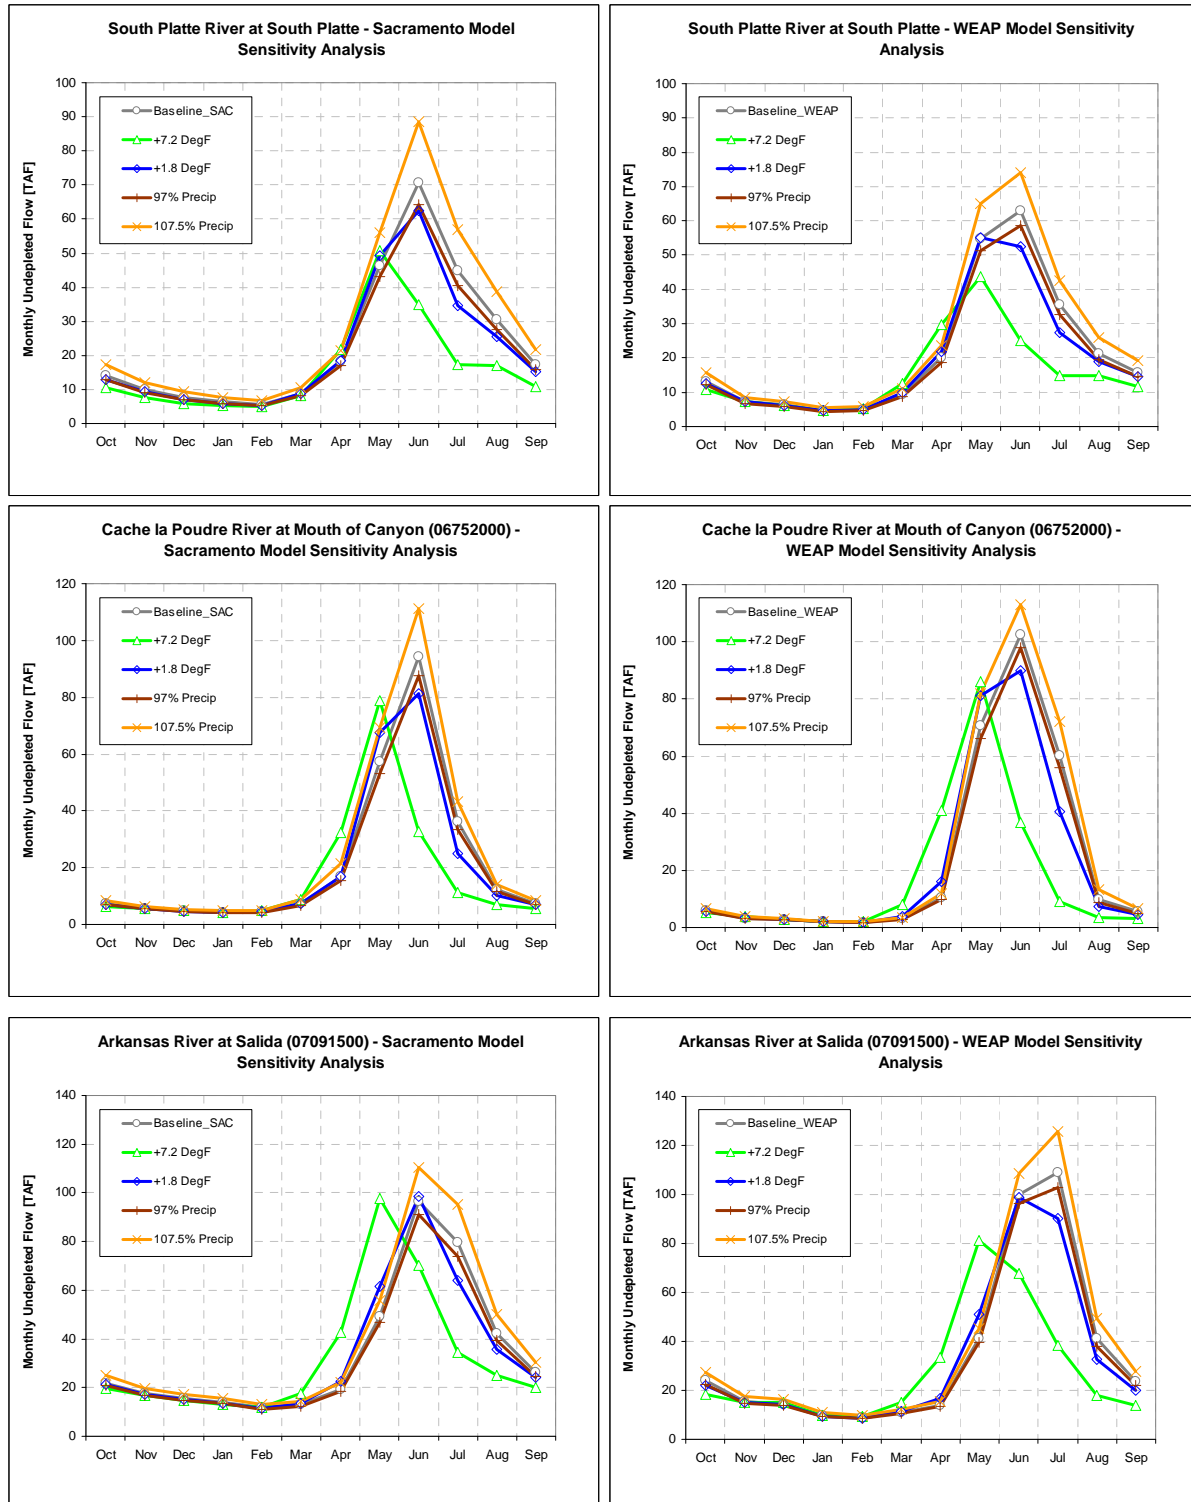 South Platte River at South Platte - Sacramento Model
Sensitivity Analysis
Monthly Undepleted Flow [TAF]
100
90
80
70
60
50
40
30
20
10
0
Baseline_SAC
+7.2 DegF
+1.8 DegF
97% Precip
107.5% Precip
Oct Nov Dec Jan Feb Mar Apr May Jun Jul Aug Sep
South Platte River at South Platte - WEAP Model Sensitivity
Analysis
Monthly Undepleted Flow [TAF]
100
90
80
70
60
50
40
30
20
10
0
Baseline_WEAP
+7.2 DegF
+1.8 DegF
97% Precip
107.5% Precip
Oct Nov Dec Jan Feb Mar Apr May Jun Jul Aug Sep
Cache la Poudre River at Mouth of Canyon (06752000) -
Sacramento Model Sensitivity Analysis
Monthly Undepleted Flow [TAF]
120
100
80
60
40
20
0
Baseline_SAC
+7.2 DegF
+1.8 DegF
97% Precip
107.5% Precip
Oct Nov Dec Jan Feb Mar Apr May Jun Jul Aug Sep
Cache la Poudre River at Mouth of Canyon (06752000) -
WEAP Model Sensitivity Analysis
Monthly Undepleted Flow [TAF]
120
100
80
60
40
20
0
Baseline_WEAP
+7.2 DegF
+1.8 DegF
97% Precip
107.5% Precip
Oct Nov Dec Jan Feb Mar Apr May Jun Jul Aug Sep
Arkansas River at Salida (07091500) - Sacramento Model
Sensitivity Analysis
Monthly Undepleted Flow [TAF]
140
120
100
80
60
40
20
0
Baseline_SAC
+7.2 DegF
+1.8 DegF
97% Precip
107.5% Precip
Oct Nov Dec Jan Feb Mar Apr May Jun Jul Aug Sep
Arkansas River at Salida (07091500) - WEAP Model Sensitivity
Analysis
Monthly Undepleted Flow [TAF]
140
120
100
80
60
40
20
0
Baseline_WEAP
+7.2 DegF
+1.8 DegF
97% Precip
107.5% Precip
Oct Nov Dec Jan Feb Mar Apr May Jun Jul Aug Sep